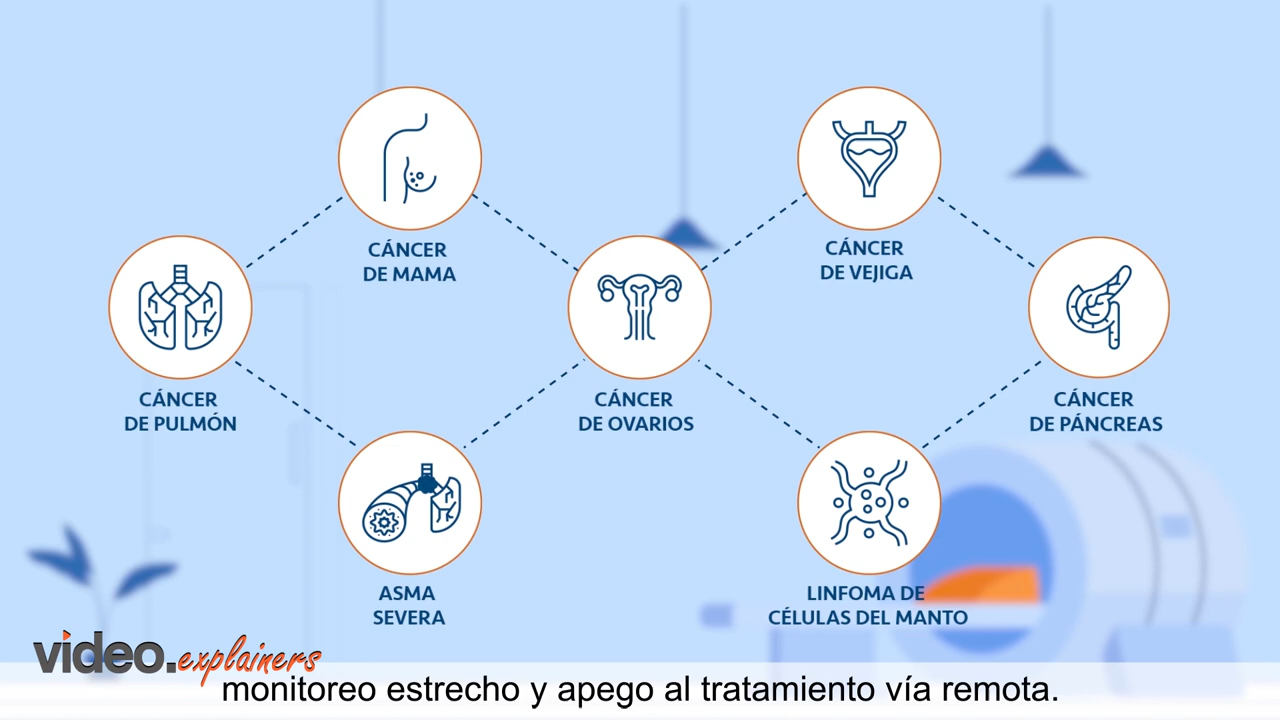 CÁNCER
DE MAMA
CÁNCER
DE VEJIGA
CÁNCER
DE PULMÓN
CÁNCER
DE OVARIOS
CÁNCER
DE PÁNCREAS
ASMA
SEVERA
LINFOMA DE
CÉLULAS DEL MANTO
video.explainers
monitoreo estrecho y apego al tratamiento vía remota.